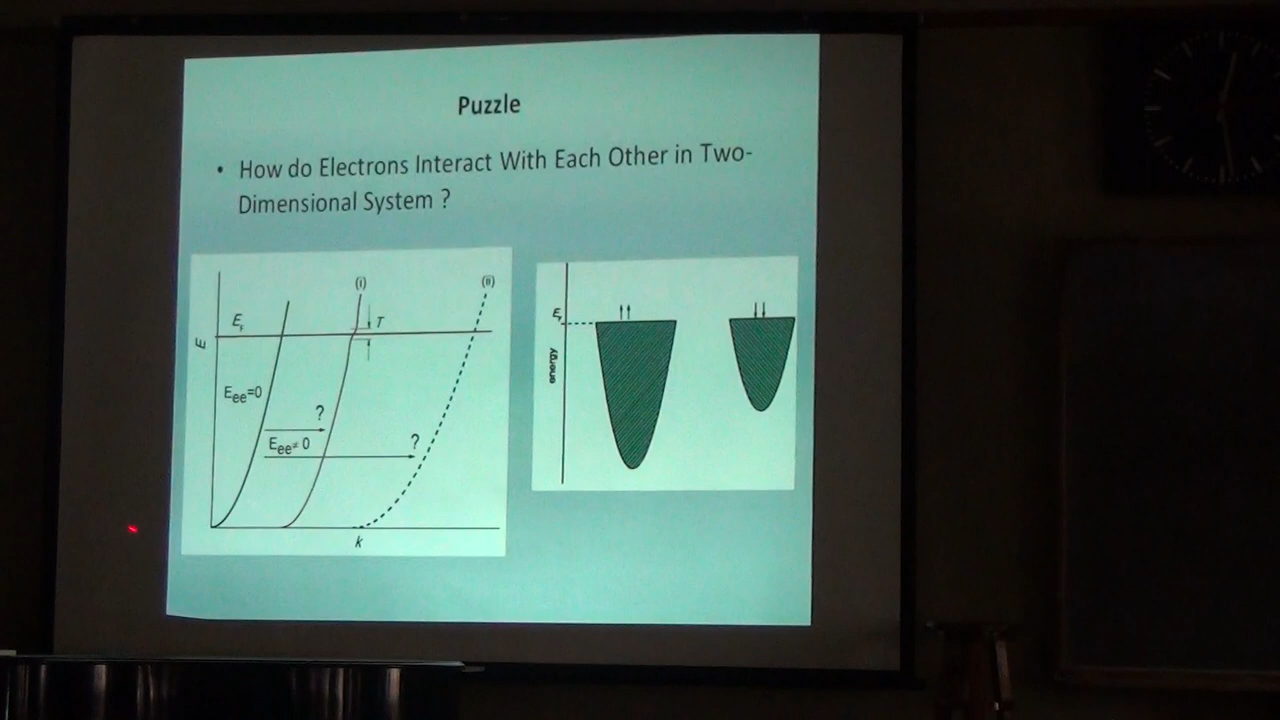 Puzzle
• How do Electrons Interact With Each Other in Two-
Dimensional System ?
(i)
(ii)
E_F
T
E
E_ee=0
?
E_ee≠0
?
k
E_F
↑↑
↓↓
energy